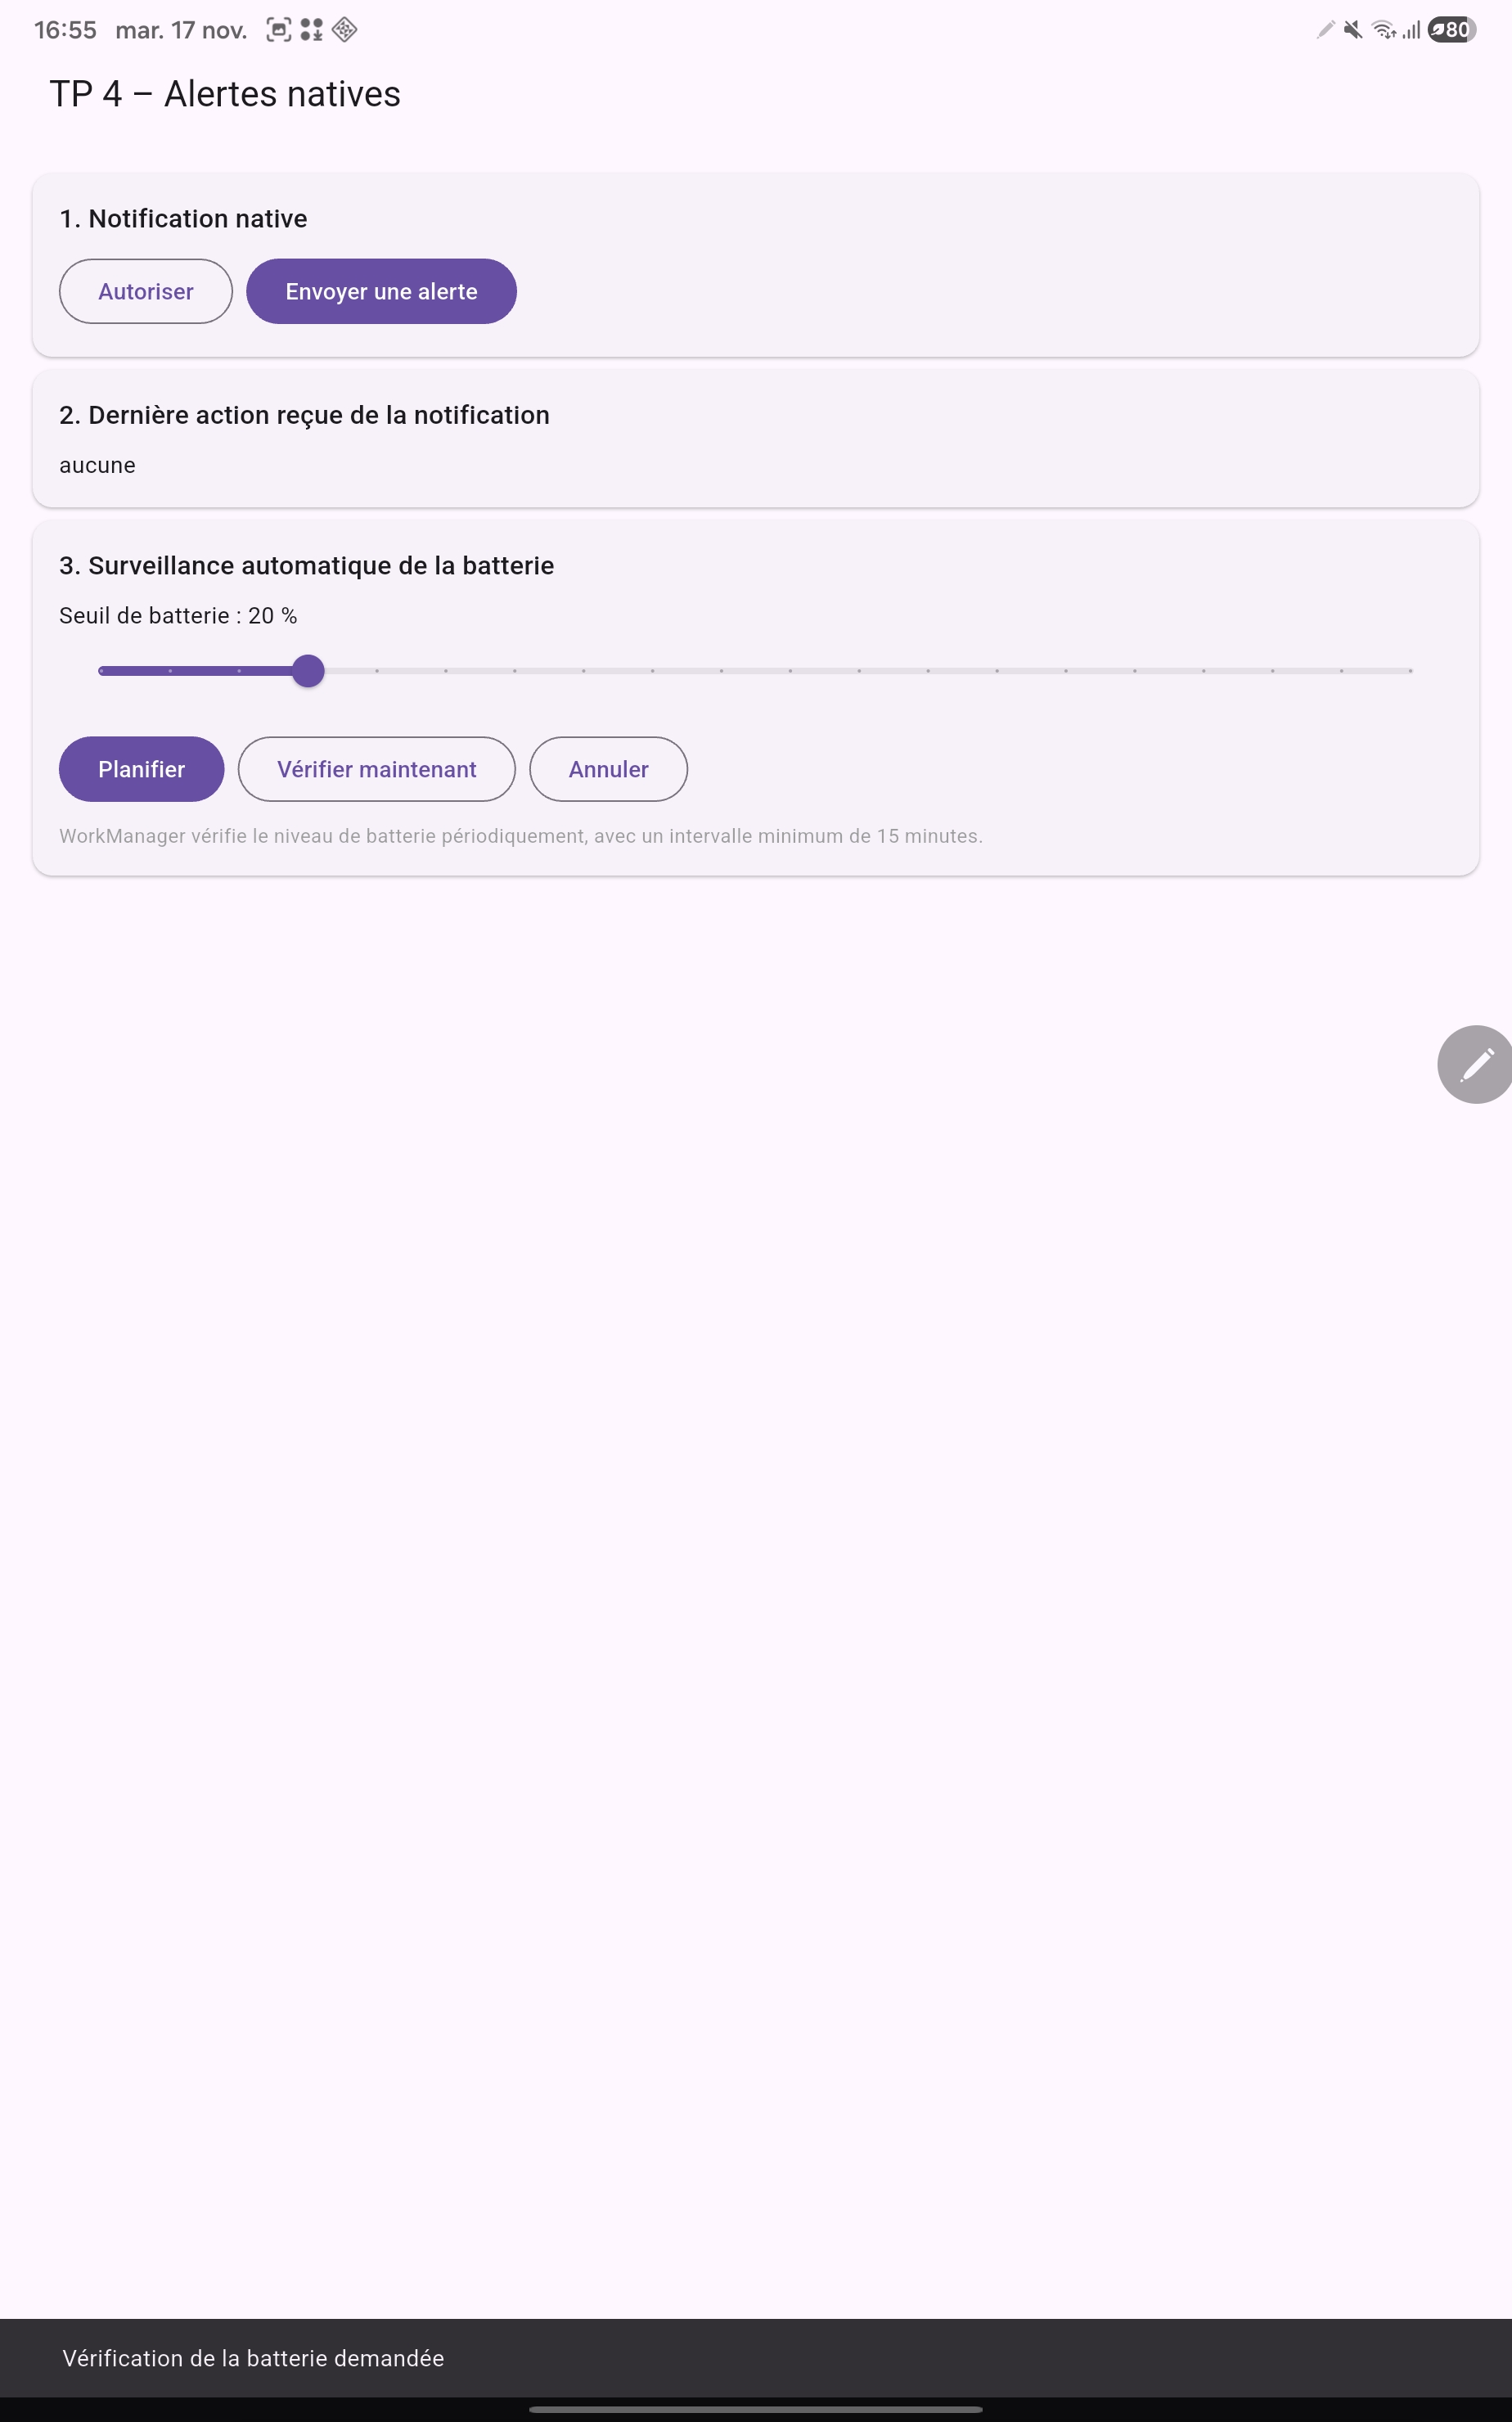 16:55 mar. 17 nov.
80
TP 4 – Alertes natives
1. Notification native
Autoriser
Envoyer une alerte
2. Dernière action reçue de la notification
aucune
3. Surveillance automatique de la batterie
Seuil de batterie : 20 %
Planifier
Vérifier maintenant
Annuler
WorkManager vérifie le niveau de batterie périodiquement, avec un intervalle minimum de 15 minutes.
Vérification de la batterie demandée